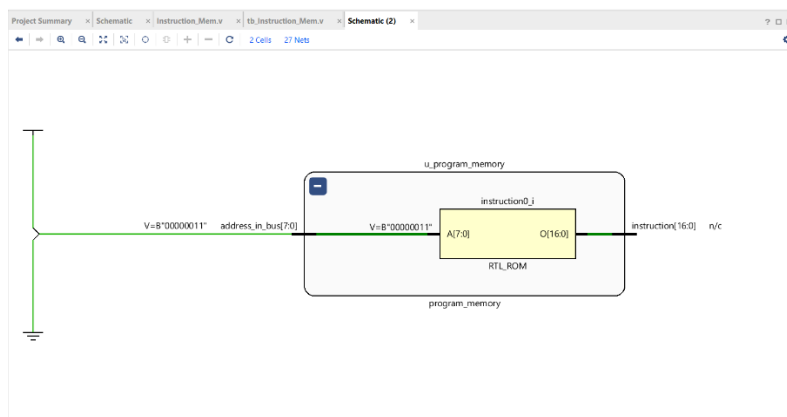 Project Summary × Schematic × Instruction_Mem.v × tb_Instruction_Mem.v × Schematic (2) ×
? □
2 Cells 27 Nets
u_program_memory
instruction0_i
V=B"00000011" address_in_bus[7:0] V=B"00000011" A[7:0] O[16:0] instruction[16:0] n/c
RTL_ROM
program_memory